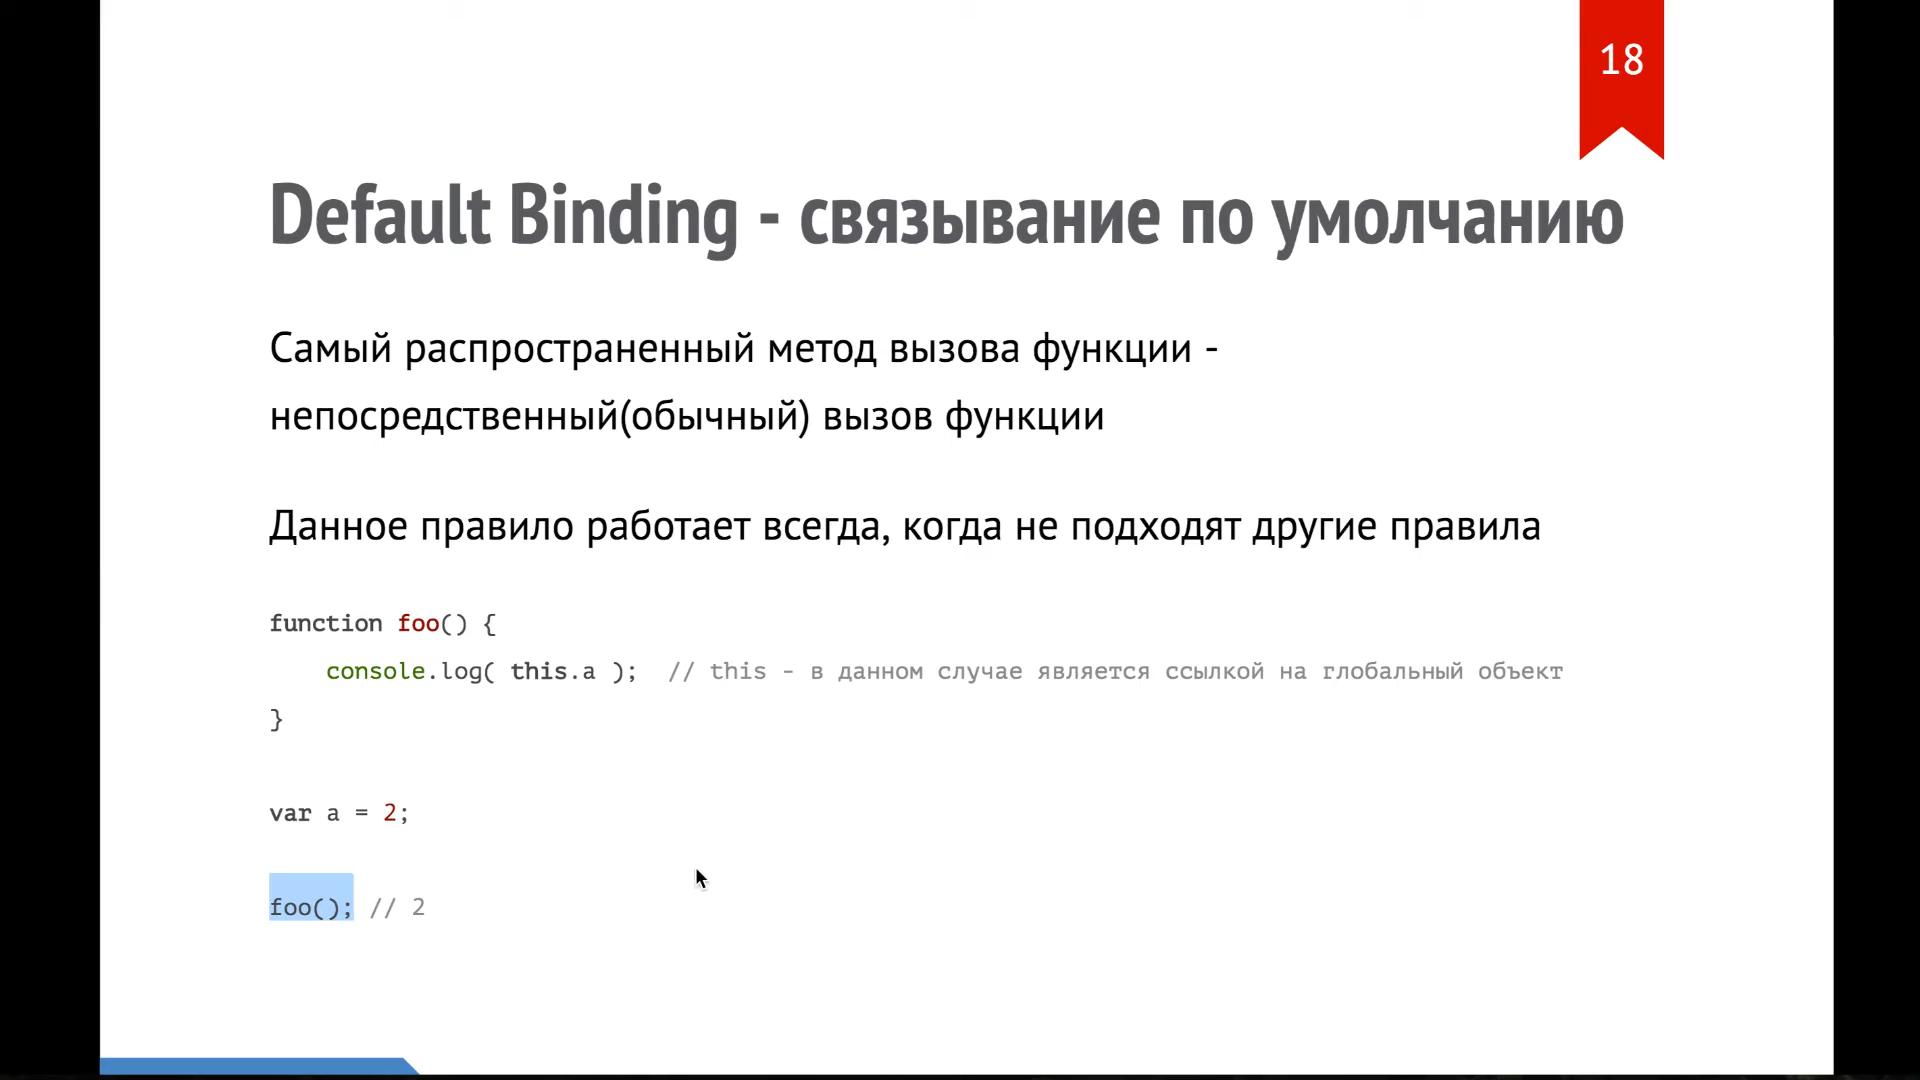 18
Default Binding - связывание по умолчанию
Самый распространенный метод вызова функции -
непосредственный(обычный) вызов функции
Данное правило работает всегда, когда не подходят другие правила
function foo() {
    console.log( this.a );  // this - в данном случае является ссылкой на глобальный объект
}
var a = 2;
foo(); // 2